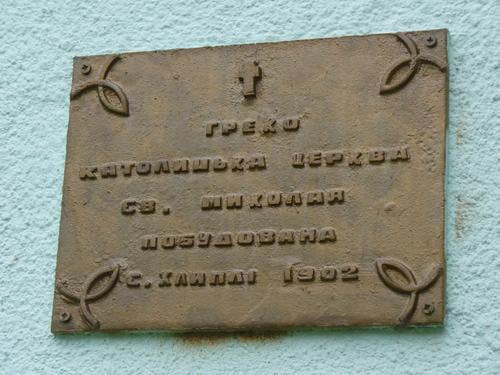 ГРЕКО
КАТОЛИЦЬКА ЦЕРКВА
СВ. МИКОЛАЯ
ПОБУДОВАНА
С. ХЛИПЛІ 1902